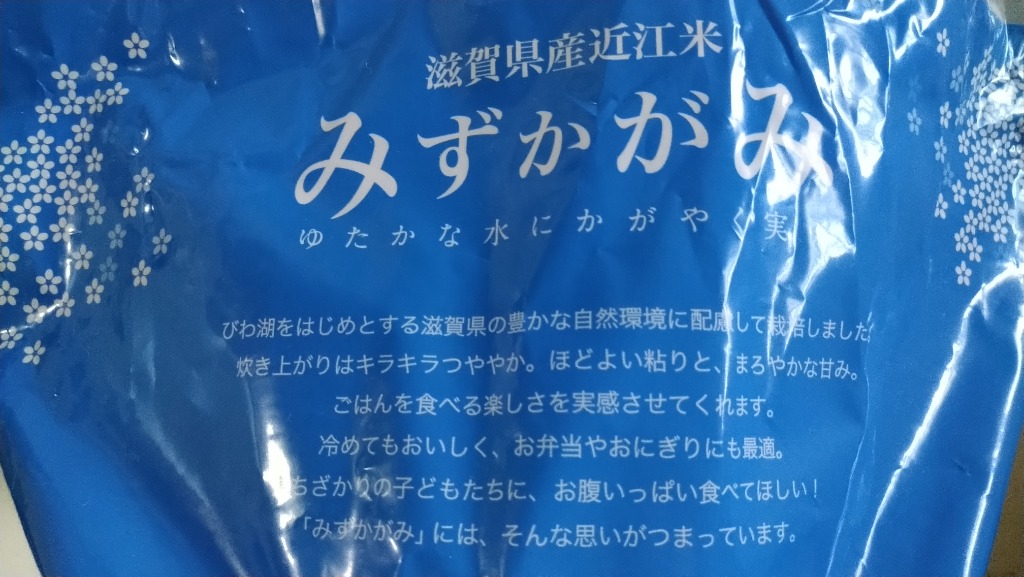 滋賀県産近江米
みずかがみ
ゆたかな水にかがやく実
びわ湖をはじめとする滋賀県の豊かな自然環境に配慮して栽培しました。
炊き上がりはキラキラつややか。ほどよい粘りと、まろやかな甘み。
ごはんを食べる楽しさを実感させてくれます。
冷めてもおいしく、お弁当やおにぎりにも最適。
ちざかりの子どもたちに、お腹いっぱい食べてほしい!
「みずかがみ」には、そんな思いがつまっています。